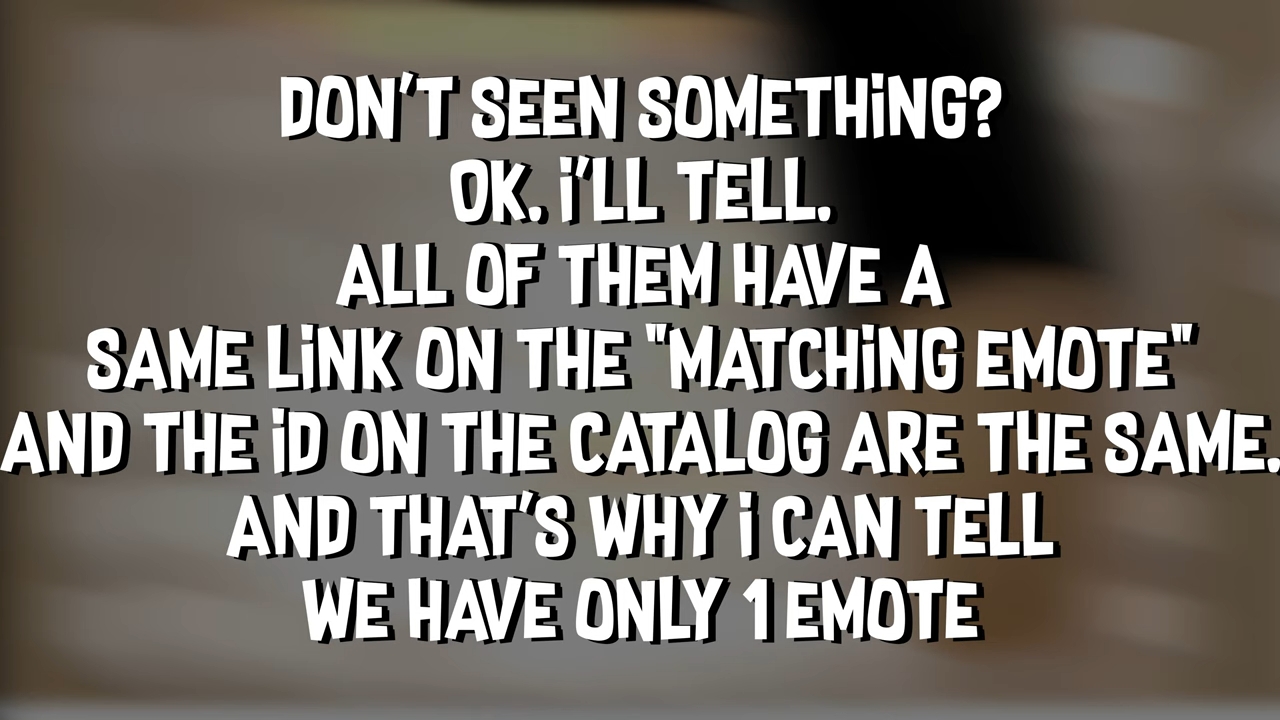 DON'T SEEN SOMETHiNG?
OK. i'LL TELL.
ALL OF THEM HAVE A
SAME LiNK ON THE "MATCHiNG EMOTE"
AND THE iD ON THE CATALOG ARE THE SAME.
AND THAT'S WHY i CAN TELL
WE HAVE ONLY 1 EMOTE